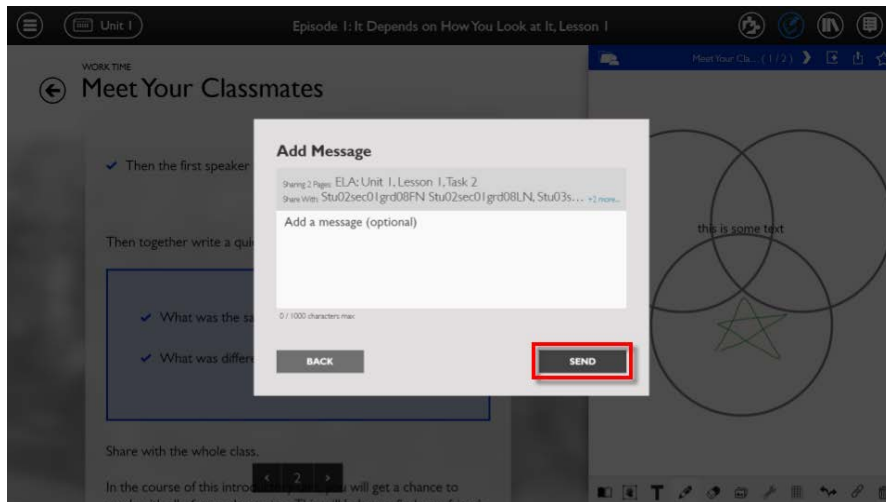 Unit 1
Episode 1: It Depends on How You Look at It, Lesson 1
WORK TIME
Meet Your Classmates
Meet Your Cla... ( 1 / 2 )
Then the first speaker
Then together write a qui
What was the sa
What was differe
Share with the whole class.
In the course of this will get a chance to
2
Add Message
Sharing 2 Pages: ELA: Unit 1, Lesson 1, Task 2
Share With: Stu02sec01grd08FN Stu02sec01grd08LN, Stu03s... +2 more...
Add a message (optional)
0 / 1000 characters max
BACK
SEND
this is some text
T